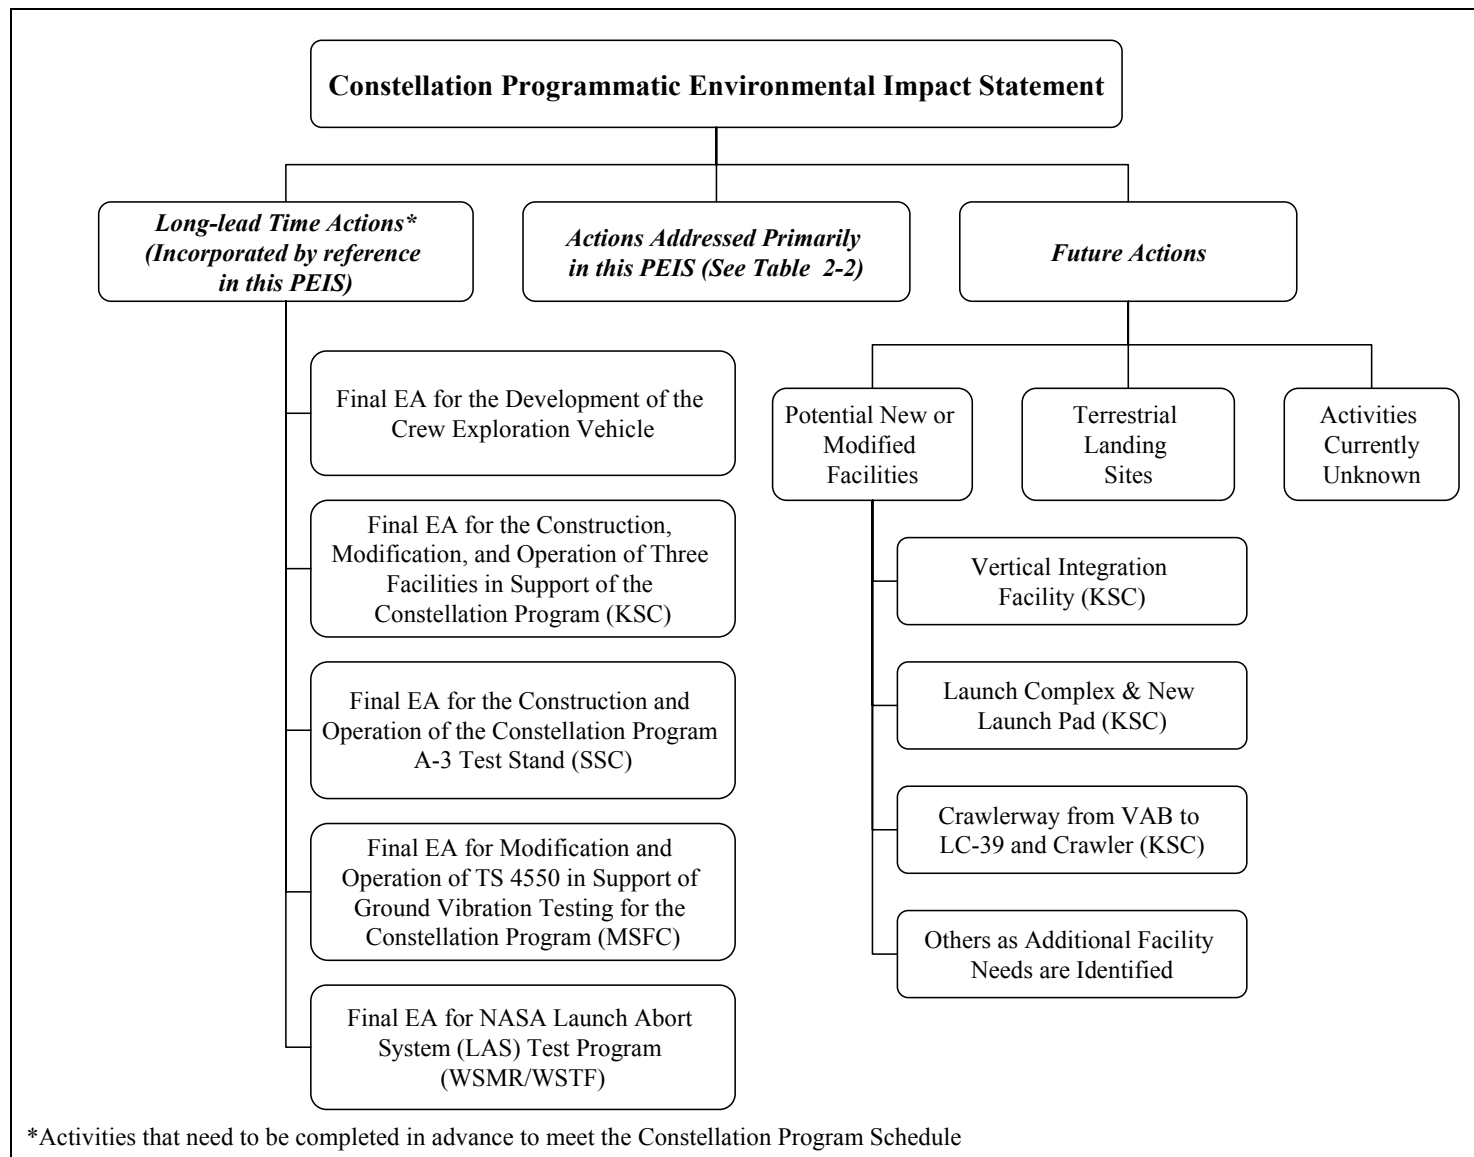 Constellation Programmatic Environmental Impact Statement
Long-lead Time Actions*
(Incorporated by reference
in this PEIS)
Actions Addressed Primarily
in this PEIS (See Table 2-2)
Future Actions
Final EA for the Development of the
Crew Exploration Vehicle
Final EA for the Construction,
Modification, and Operation of Three
Facilities in Support of the
Constellation Program (KSC)
Final EA for the Construction and
Operation of the Constellation Program
A-3 Test Stand (SSC)
Final EA for Modification and
Operation of TS 4550 in Support of
Ground Vibration Testing for the
Constellation Program (MSFC)
Final EA for NASA Launch Abort
System (LAS) Test Program
(WSMR/WSTF)
Potential New or
Modified
Facilities
Terrestrial
Landing
Sites
Activities
Currently
Unknown
Vertical Integration
Facility (KSC)
Launch Complex & New
Launch Pad (KSC)
Crawlerway from VAB to
LC-39 and Crawler (KSC)
Others as Additional Facility
Needs are Identified
*Activities that need to be completed in advance to meet the Constellation Program Schedule